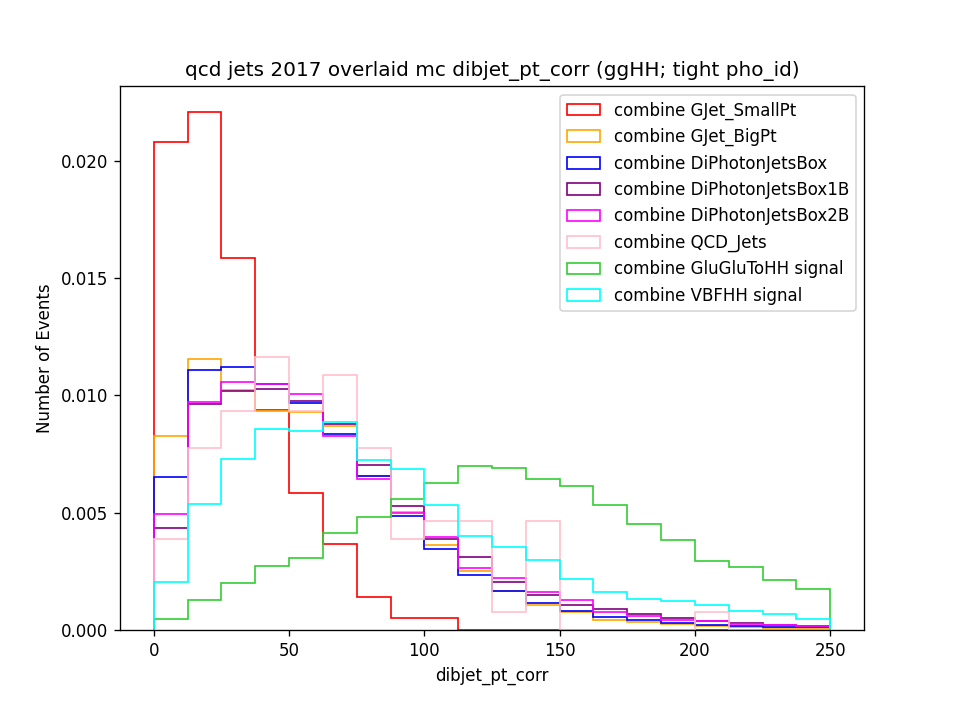 qcd jets 2017 overlaid mc dibjet_pt_corr (ggHH; tight pho_id)
combine GJet_SmallPt
combine GJet_BigPt
combine DiPhotonJetsBox
combine DiPhotonJetsBox1B
combine DiPhotonJetsBox2B
combine QCD_Jets
combine GluGluToHH signal
combine VBFHH signal
Number of Events
0.020
0.015
0.010
0.005
0.000
0 50 100 150 200 250
dibjet_pt_corr